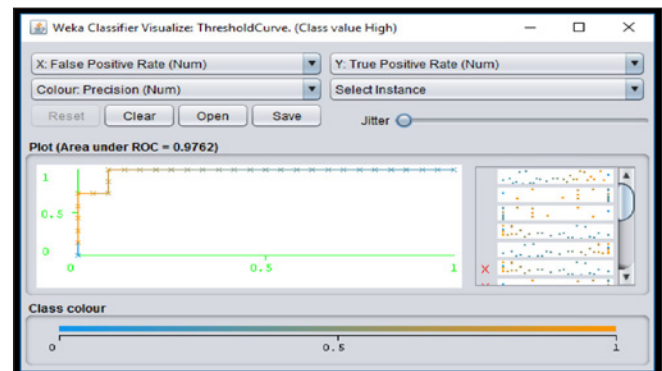 Weka Classifier Visualize: ThresholdCurve. (Class value High)
X: False Positive Rate (Num) Y: True Positive Rate (Num)
Colour: Precision (Num) Select Instance
Reset Clear Open Save Jitter
Plot (Area under ROC = 0.9762)
1
0.5
0
0 0.5 1
X
Class colour
0 0.5 1